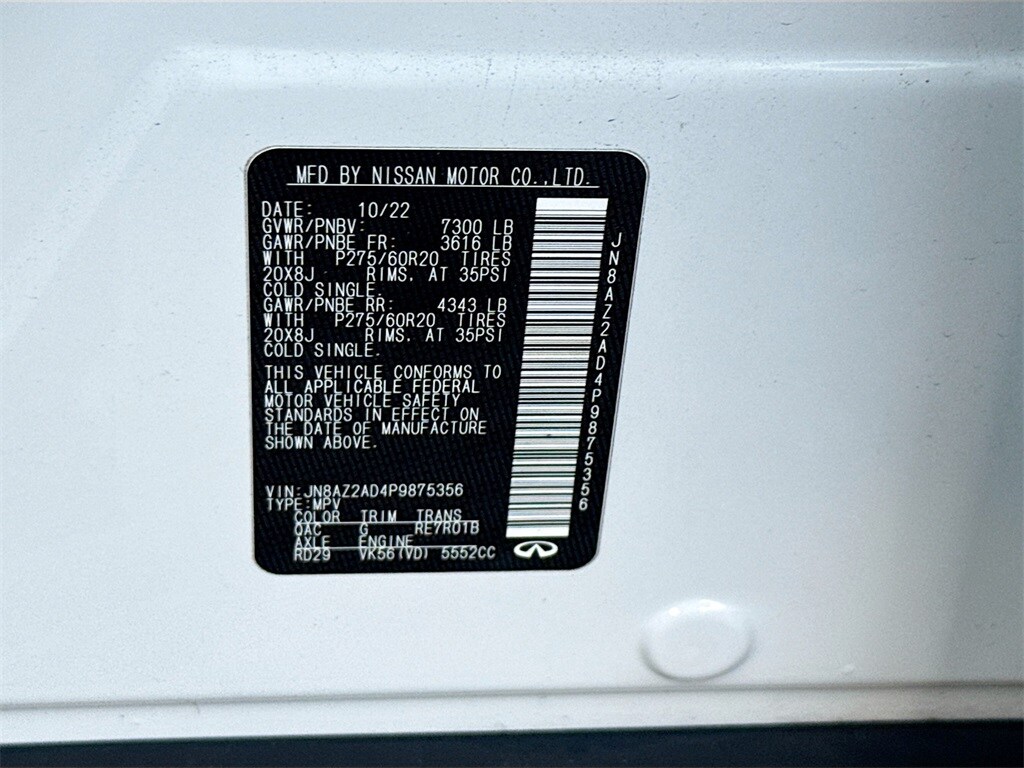 MFD BY NISSAN MOTOR CO.,LTD.
DATE: 10/22
GVWR/PNBV: 7300 LB
GAWR/PNBE FR: 3616 LB
WITH P275/60R20 TIRES
20X8J RIMS. AT 35PSI
COLD SINGLE.
GAWR/PNBE RR: 4343 LB
WITH P275/60R20 TIRES
20X8J RIMS. AT 35PSI
COLD SINGLE.
THIS VEHICLE CONFORMS TO
ALL APPLICABLE FEDERAL
MOTOR VEHICLE SAFETY
STANDARDS IN EFFECT ON
THE DATE OF MANUFACTURE
SHOWN ABOVE.
VIN:JN8AZ2AD4P9875356
TYPE:MPV
COLOR TRIM TRANS
QAC G RE7R01B
AXLE ENGINE
RD29 VK56(VD) 5552CC
JN8AZ2AD4P9875356